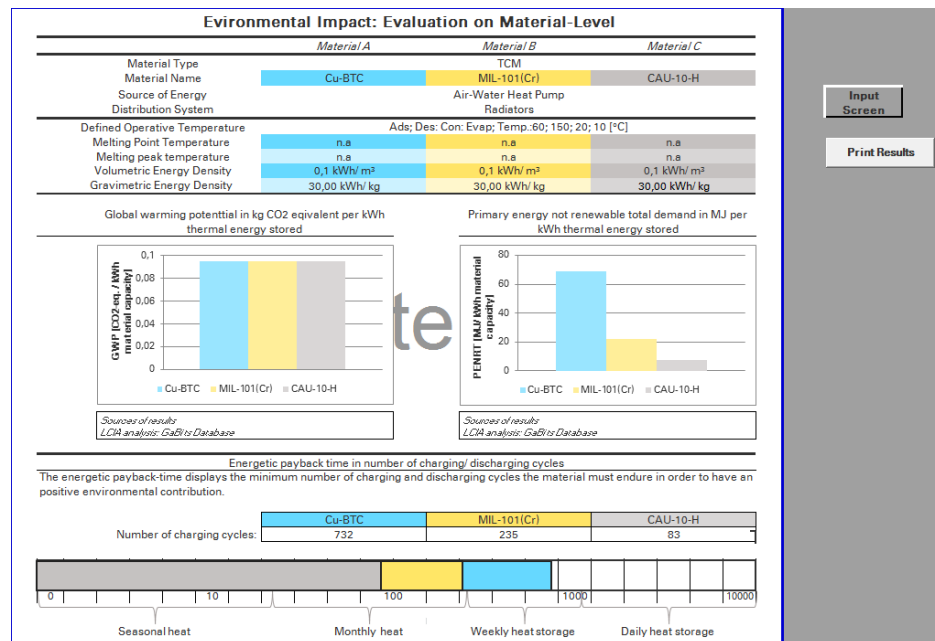 Evironmental Impact: Evaluation on Material-Level
Material A Material B Material C
Material Type TCM
Material Name Cu-BTC MIL-101(Cr) CAU-10-H
Source of Energy Air-Water Heat Pump
Distribution System Radiators
Defined Operative Temperature Ads; Des: Con: Evap; Temp.:60; 150; 20; 10 [°C]
Melting Point Temperature n.a n.a n.a
Melting peak temperature n.a n.a n.a
Volumetric Energy Density 0,1 kWh/ m³ 0,1 kWh/ m³ 0,1 kWh/ m³
Gravimetric Energy Density 30,00 kWh/ kg 30,00 kWh/ kg 30,00 kWh/ kg
Input
Screen
Print Results
Global warming potenttial in kg CO2 eqivalent per kWh
thermal energy stored
GWP [CO2-eq. / kWh
material capacity]
0,1
0,08
0,06
0,04
0,02
0
Cu-BTC MIL-101(Cr) CAU-10-H
Sources of results
LCIA analysis: GaBi ts Database
te
Primary energy not renewable total demand in MJ per
kWh thermal energy stored
PENRT [MJ/ kWh material
capacity]
80
60
40
20
0
Cu-BTC MIL-101(Cr) CAU-10-H
Sources of results
LCIA analysis: GaBi ts Database
Energetic payback time in number of charging/ discharging cycles
The energetic payback-time displays the minimum number of charging and discharging cycles the material must endure in order to have an
positive environmental contribution.
Cu-BTC MIL-101(Cr) CAU-10-H
Number of charging cycles: 732 235 83
0 10 100 1000 10000
Seasonal heat Monthly heat Weekly heat storage Daily heat storage